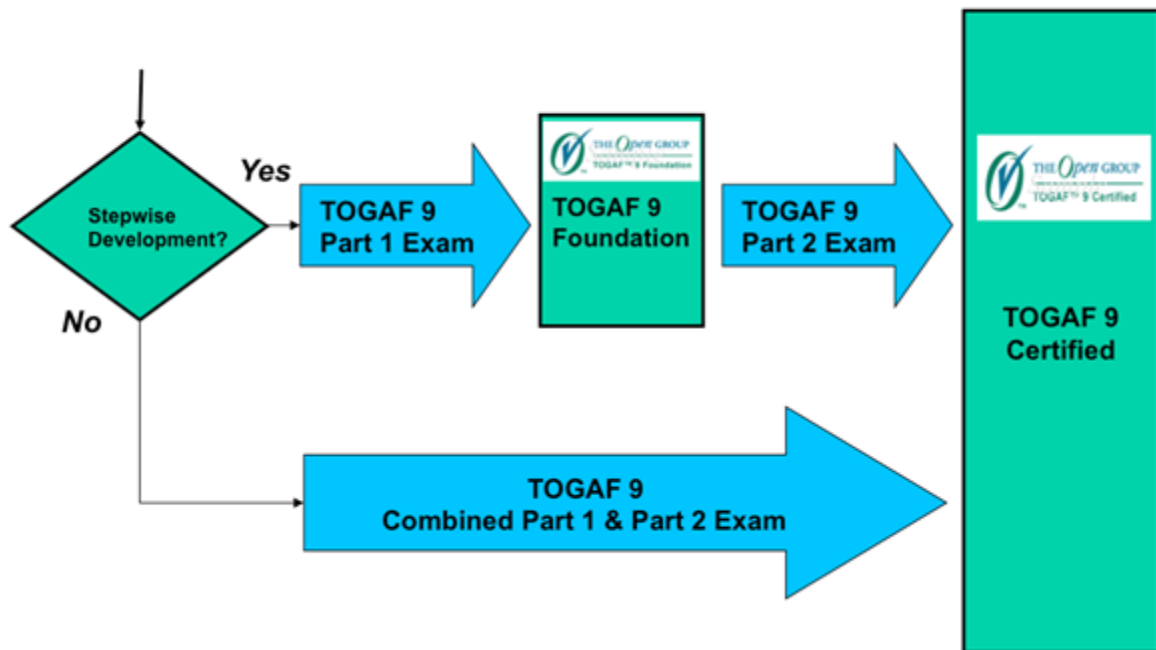 Yes
Stepwise
Development?
No
TOGAF 9
Part 1 Exam
THE Open GROUP
TOGAF™ 9 Foundation
TOGAF 9
Foundation
TOGAF 9
Part 2 Exam
THE Open GROUP
TOGAF™ 9 Certified
TOGAF 9
Certified
TOGAF 9
Combined Part 1 & Part 2 Exam